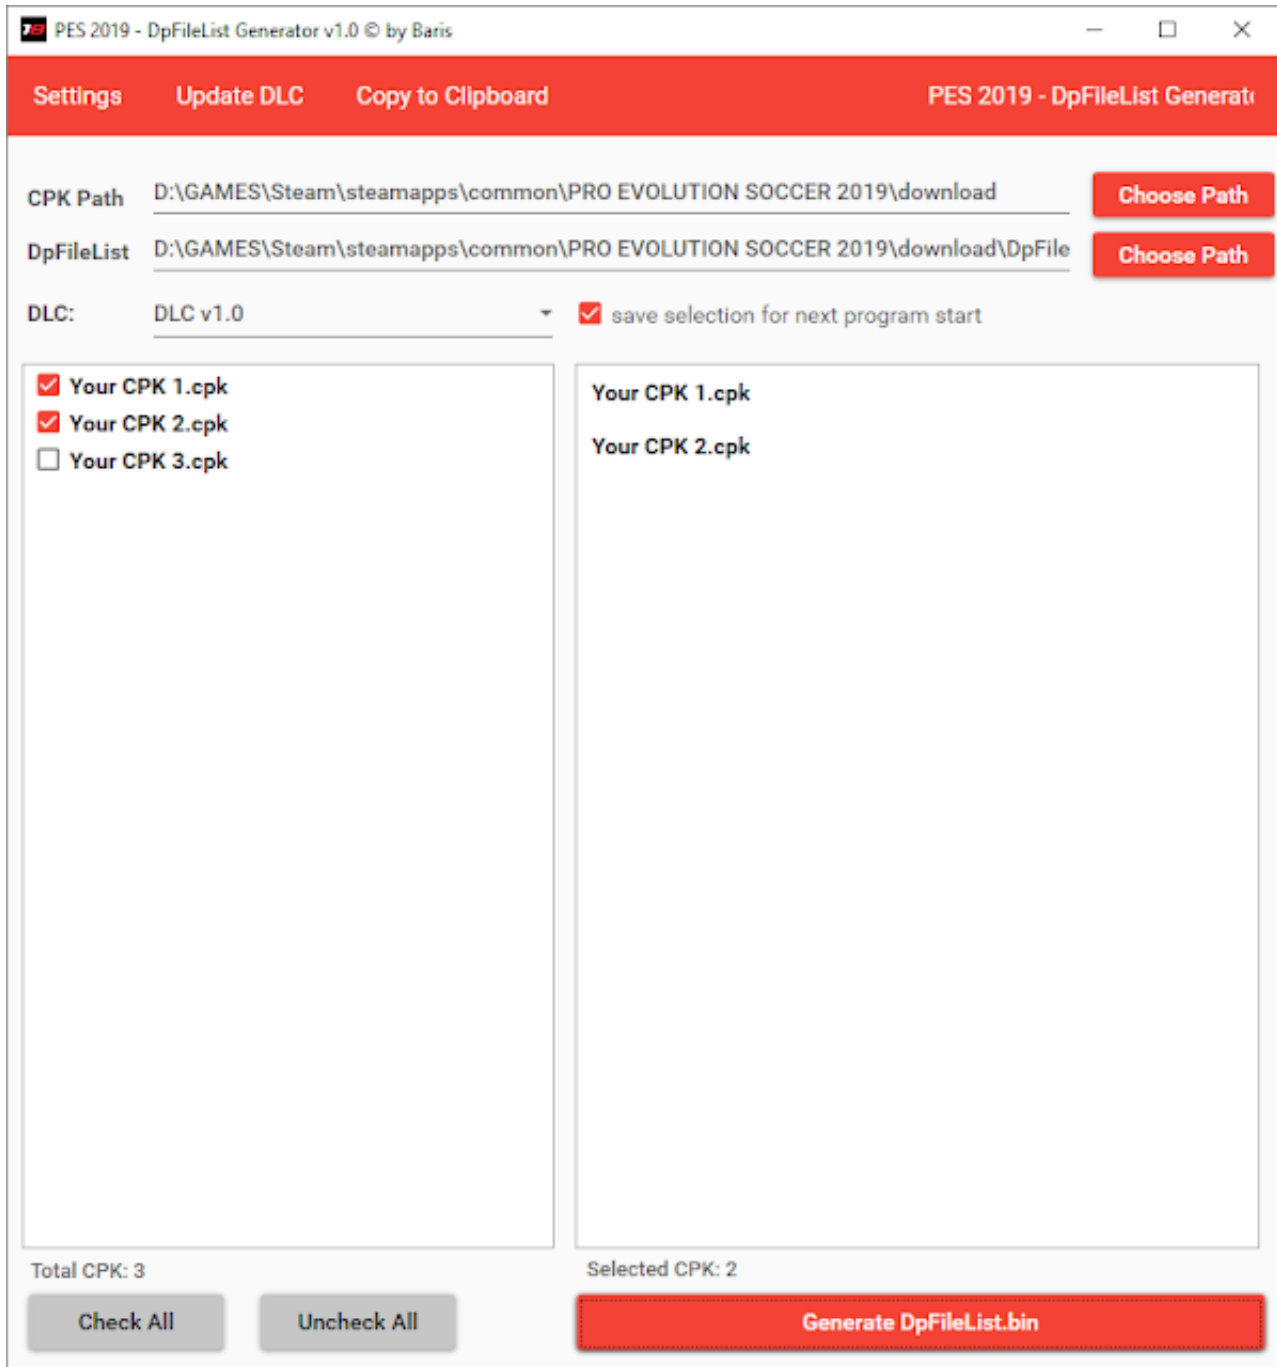 PES 2019 - DpFileList Generator v1.0 © by Baris
Settings Update DLC Copy to Clipboard PES 2019 - DpFileList Generat
CPK Path D:\GAMES\Steam\steamapps\common\PRO EVOLUTION SOCCER 2019\download Choose Path
DpFileList D:\GAMES\Steam\steamapps\common\PRO EVOLUTION SOCCER 2019\download\DpFile Choose Path
DLC: DLC v1.0 save selection for next program start
Your CPK 1.cpk
Your CPK 2.cpk
Your CPK 3.cpk
Your CPK 1.cpk
Your CPK 2.cpk
Total CPK: 3 Selected CPK: 2
Check All Uncheck All Generate DpFileList.bin